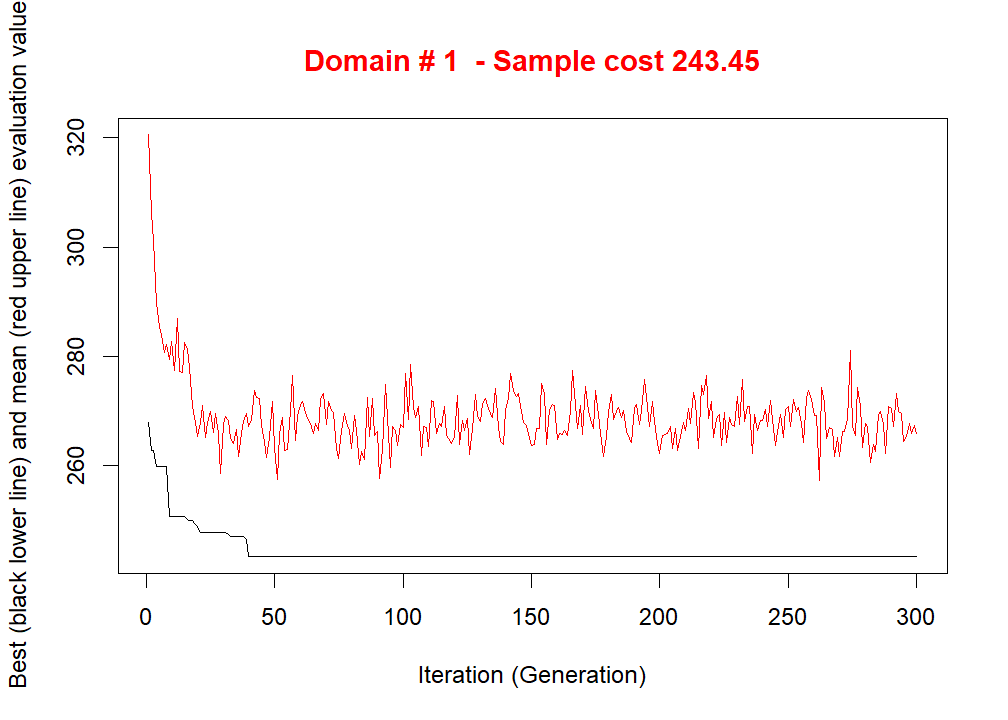 Domain # 1  - Sample cost 243.45
Best (black lower line) and mean (red upper line) evaluation value
320
300
280
260
0 50 100 150 200 250 300
Iteration (Generation)